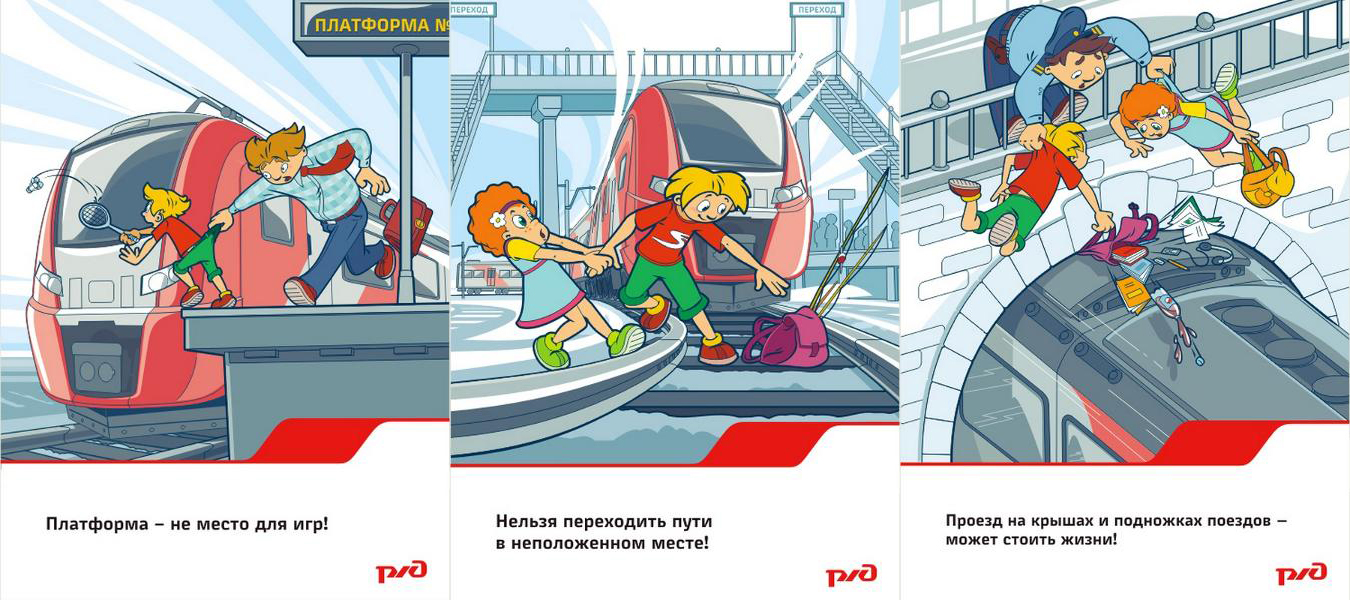 ПЛАТФОРМА №
Платформа – не место для игр!
РЖД
ПЕРЕХОД
ПЕРЕХОД
Нельзя переходить пути
в неположенном месте!
РЖД
Проезд на крышах и подножках поездов –
может стоить жизни!
РЖД